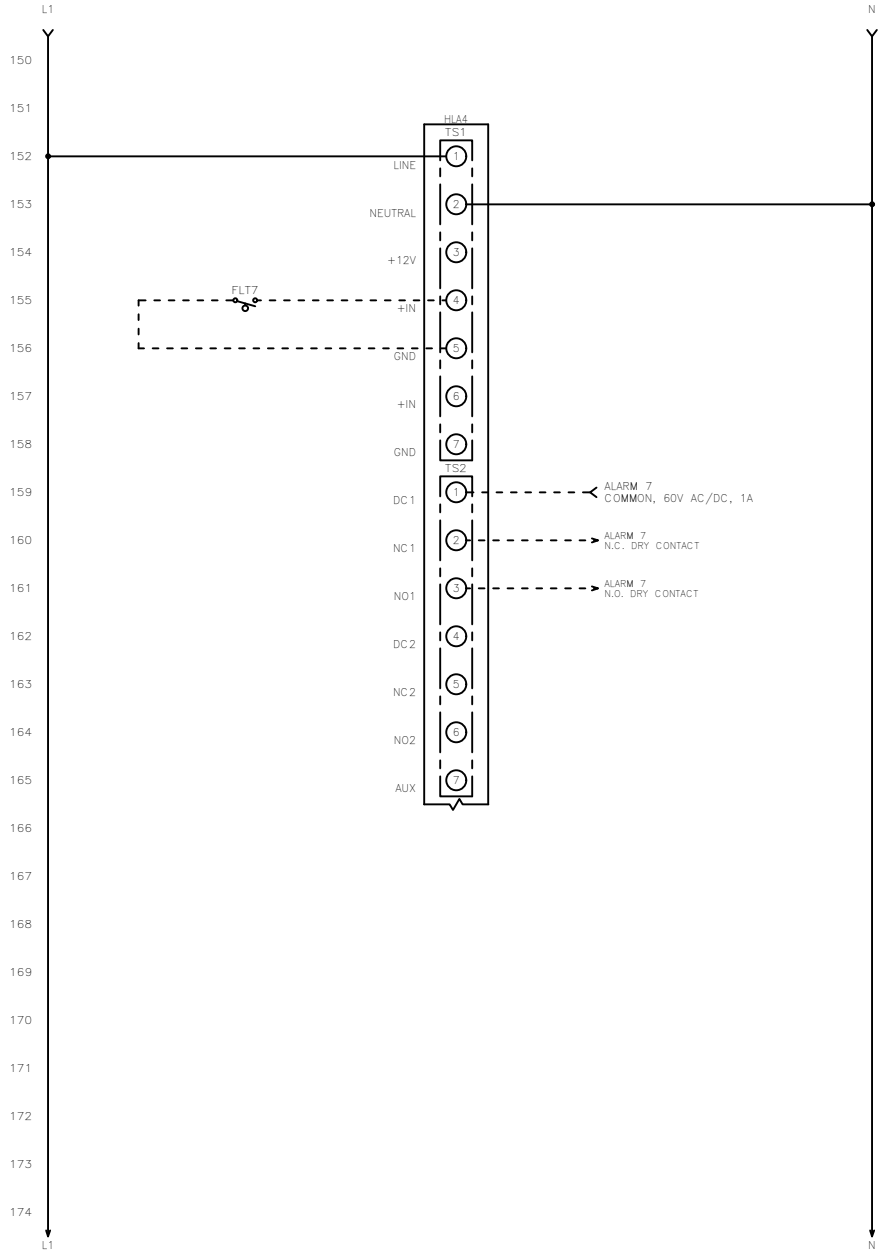 L1 N
150
151
HLA4
TS1
152 LINE 1
153 NEUTRAL 2
154 +12V 3
FLT7
155 +IN 4
156 GND 5
157 +IN 6
158 GND 7
TS2
159 DC1 1 ALARM 7
COMMON, 60V AC/DC, 1A
160 NC1 2 ALARM 7
N.C. DRY CONTACT
161 NO1 3 ALARM 7
N.O. DRY CONTACT
162 DC2 4
163 NC2 5
164 NO2 6
165 AUX 7
166
167
168
169
170
171
172
173
174
L1 N